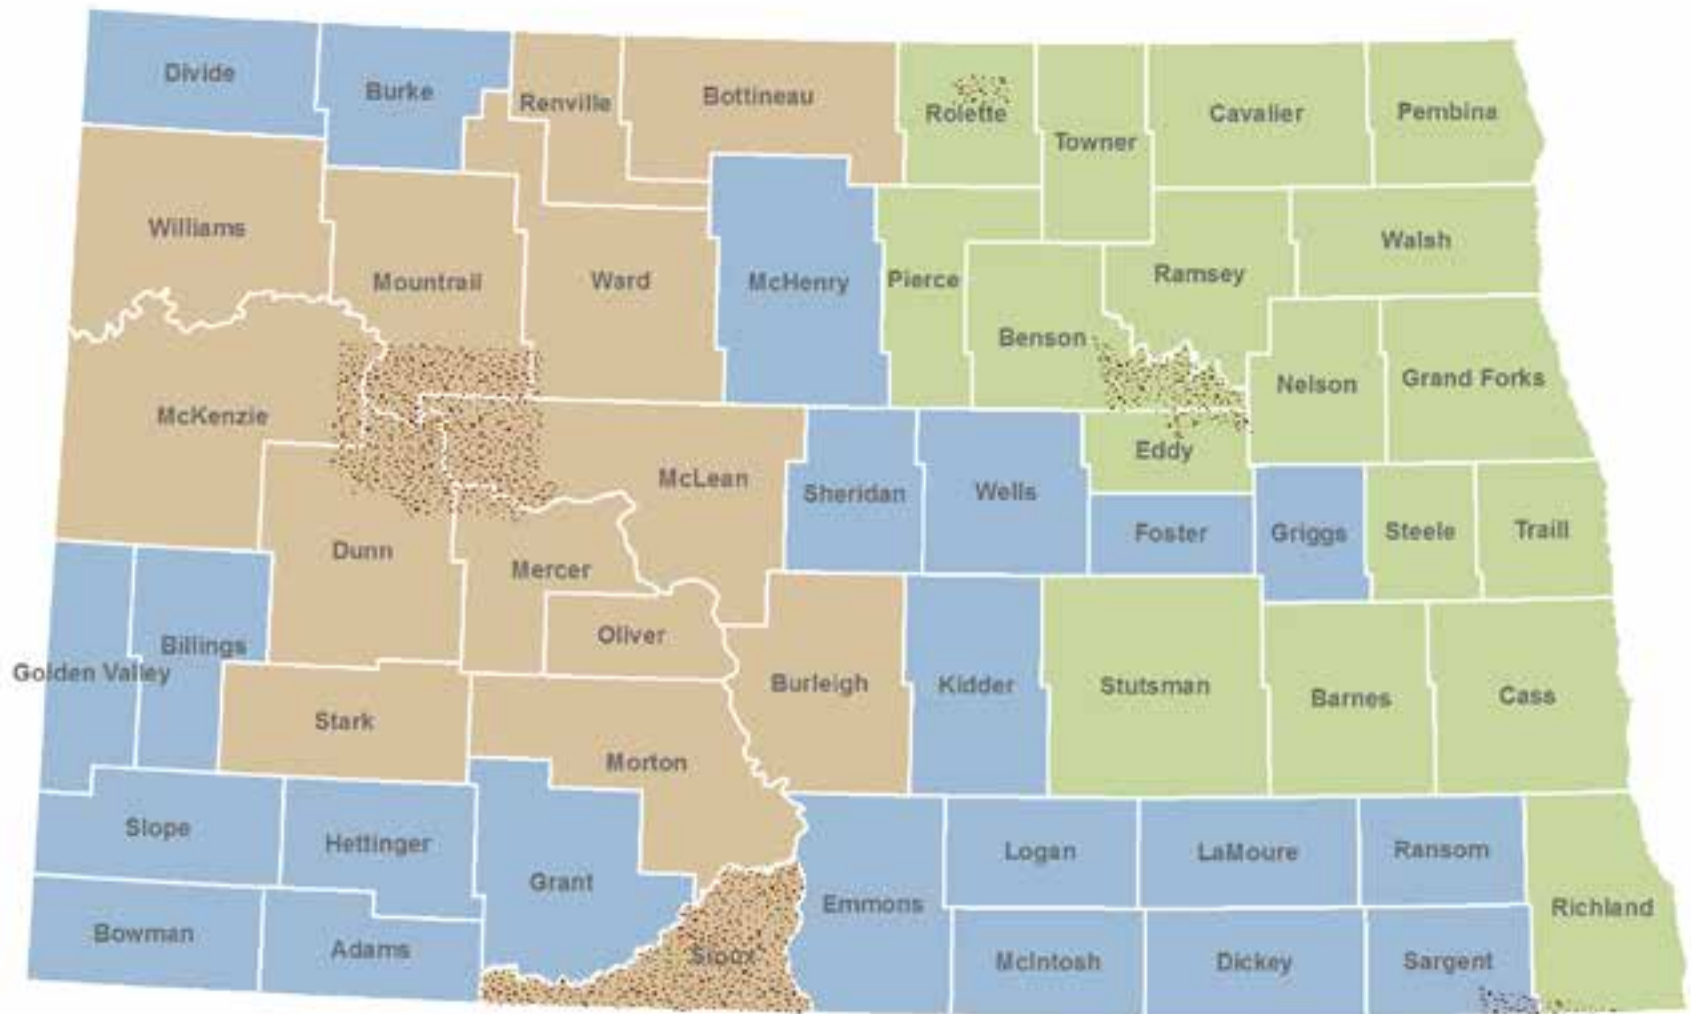 Divide
Burke
Renville
Bottineau
Rolette
Towner
Cavalier
Pembina
Williams
Mountrail
Ward
McHenry
Pierce
Benson
Ramsey
Walsh
McKenzie
Nelson
Grand Forks
McLean
Sheridan
Wells
Eddy
Foster
Griggs
Steele
Traill
Dunn
Mercer
Oliver
Golden Valley
Billings
Stark
Morton
Burleigh
Kidder
Stutsman
Barnes
Cass
Slope
Hettinger
Grant
Logan
LaMoure
Ransom
Emmons
Richland
Bowman
Adams
Sioux
McIntosh
Dickey
Sargent